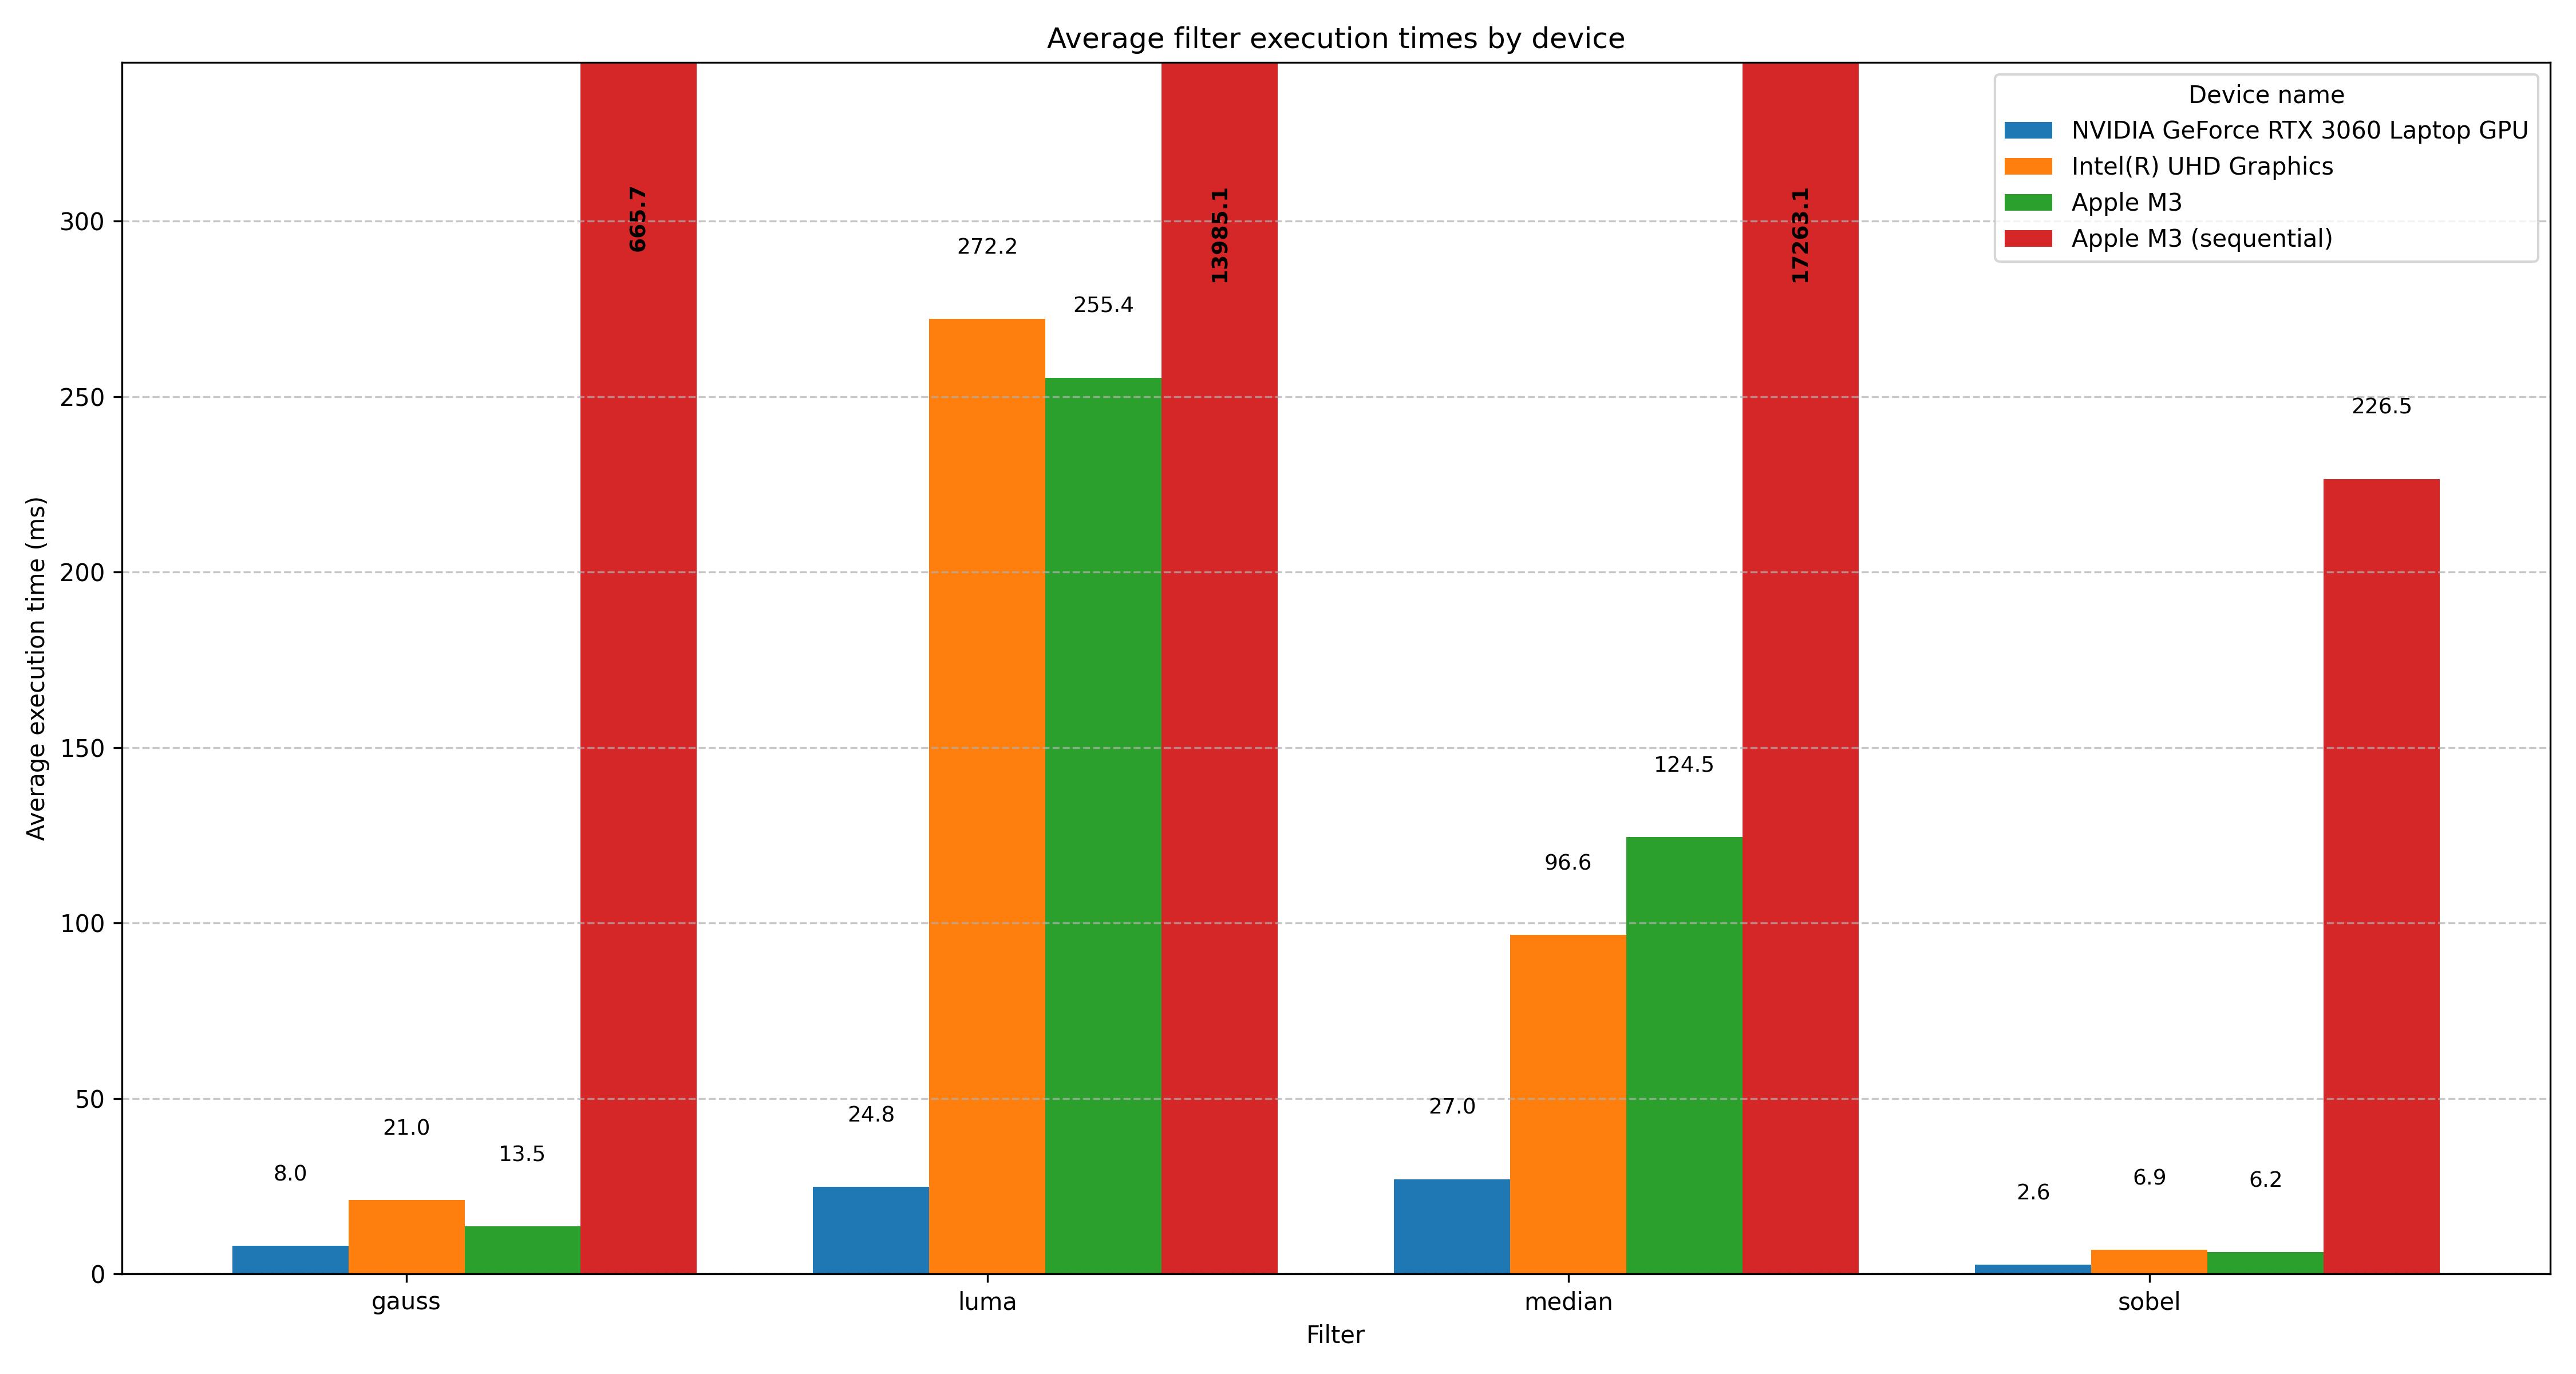 Average filter execution times by device
Device name
NVIDIA GeForce RTX 3060 Laptop GPU
Intel(R) UHD Graphics
Apple M3
Apple M3 (sequential)
Average execution time (ms)
300
250
200
150
100
50
0
8.0
21.0
13.5
665.7
24.8
272.2
255.4
13985.1
27.0
96.6
124.5
17263.1
2.6
6.9
6.2
226.5
gauss
luma
median
sobel
Filter